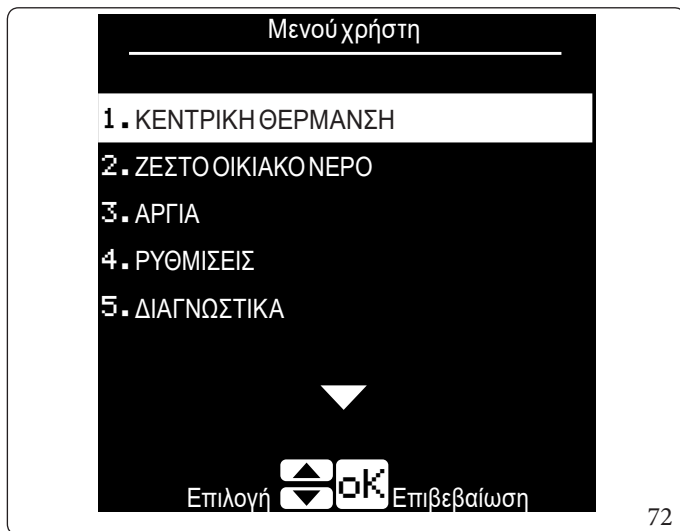 Μενού χρήστη
1. ΚΕΝΤΡΙΚΗ ΘΕΡΜΑΝΣΗ
2. ΖΕΣΤΟ ΟΙΚΙΑΚΟ ΝΕΡΟ
3. ΑΡΓΙΑ
4. ΡΥΘΜΙΣΕΙΣ
5. ΔΙΑΓΝΩΣΤΙΚΑ
Επιλογή oK Επιβεβαίωση
72